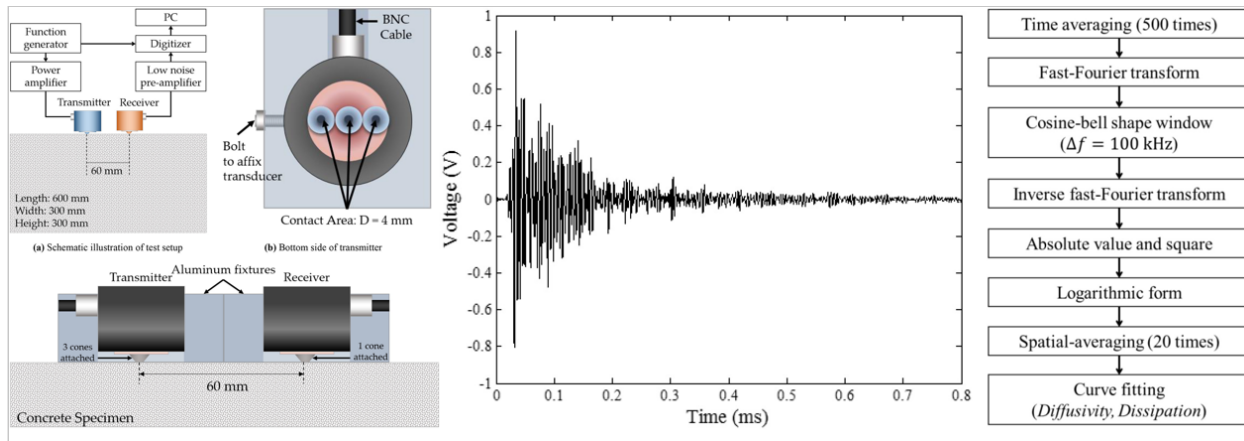 PC
Function
generator
Digitizer
Power
amplifier
Low noise
pre-amplifier
Transmitter
Receiver
60 mm
Length: 600 mm
Width: 300 mm
Height: 300 mm
(a) Schematic illustration of test setup
BNC
Cable
Bolt
to affix
transducer
Contact Area: D = 4 mm
(b) Bottom side of transmitter
Aluminum fixtures
Transmitter
Receiver
3 cones
attached
1 cone
attached
60 mm
Concrete Specimen
Voltage (V)
1
0.8
0.6
0.4
0.2
0
-0.2
-0.4
-0.6
-0.8
-1
0
0.1
0.2
0.3
0.4
0.5
0.6
0.7
0.8
Time (ms)
Time averaging (500 times)
Fast-Fourier transform
Cosine-bell shape window
(Δf = 100 kHz)
Inverse fast-Fourier transform
Absolute value and square
Logarithmic form
Spatial-averaging (20 times)
Curve fitting
(Diffusivity, Dissipation)